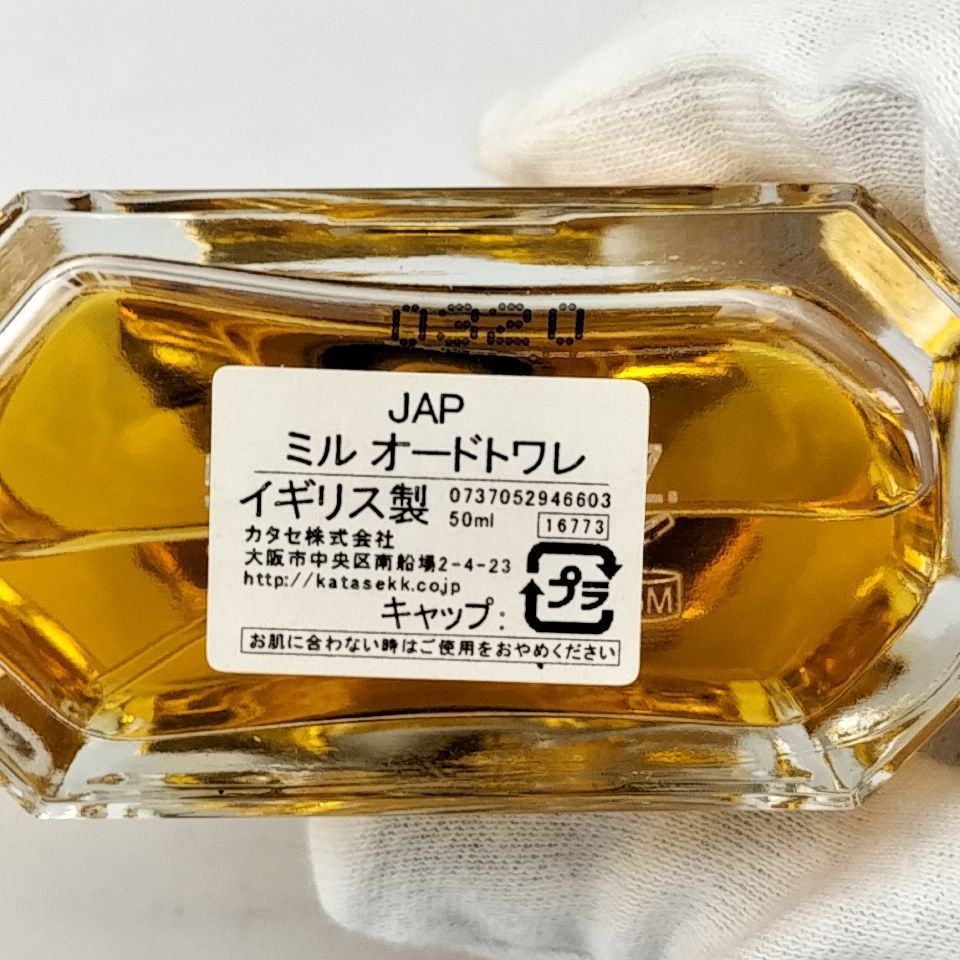 0320
JAP
ミル オードトワレ
イギリス製 0737052946603
50ml 16773
カタセ株式会社
大阪市中央区南船場2-4-23
http://katasekk.cojp
キャップ: プラ
お肌に合わない時はご使用をおやめください